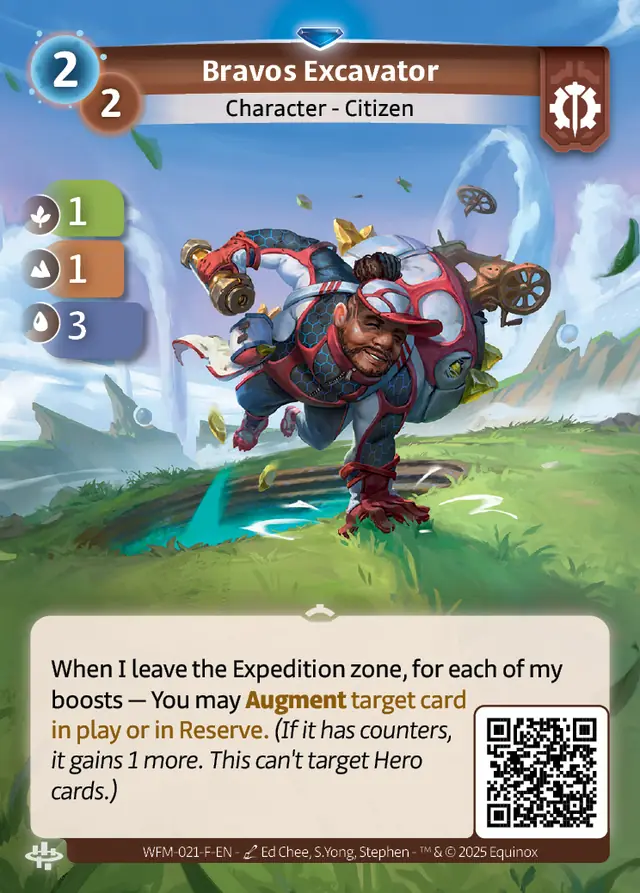 2
Bravos Excavator
2
Character - Citizen
1
1
3
When I leave the Expedition zone, for each of my
boosts — You may Augment target card
in play or in Reserve. (If it has counters,
it gains 1 more. This can't target Hero
cards.)
WFM-021-F-EN - Ed Chee, S.Yong, Stephen - ™ & © 2025 Equinox